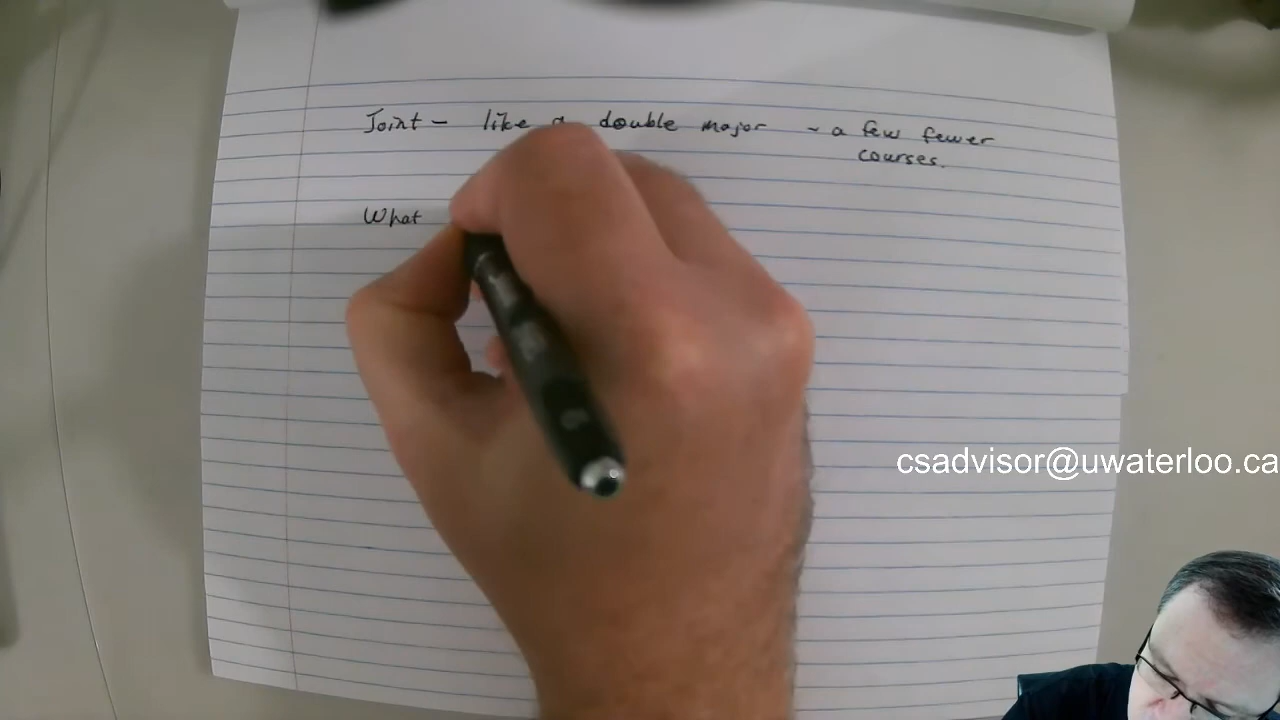 Joint - like a double major - a few fewer
courses.
What
csadvisor@uwaterloo.ca